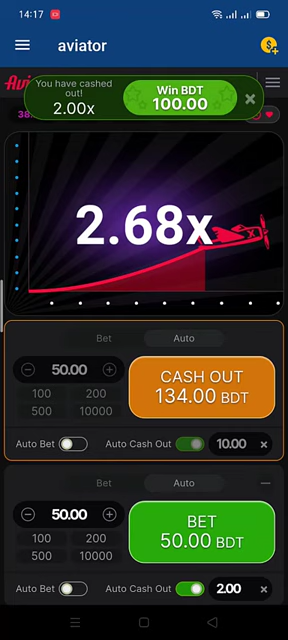 14:17
aviator
You have cashed
out!
2.00x
Win BDT
100.00
2.68x
Bet Auto
50.00
100 200
500 10000
CASH OUT
134.00 BDT
Auto Bet Auto Cash Out 10.00
Bet Auto
50.00
100 200
500 10000
BET
50.00 BDT
Auto Bet Auto Cash Out 2.00